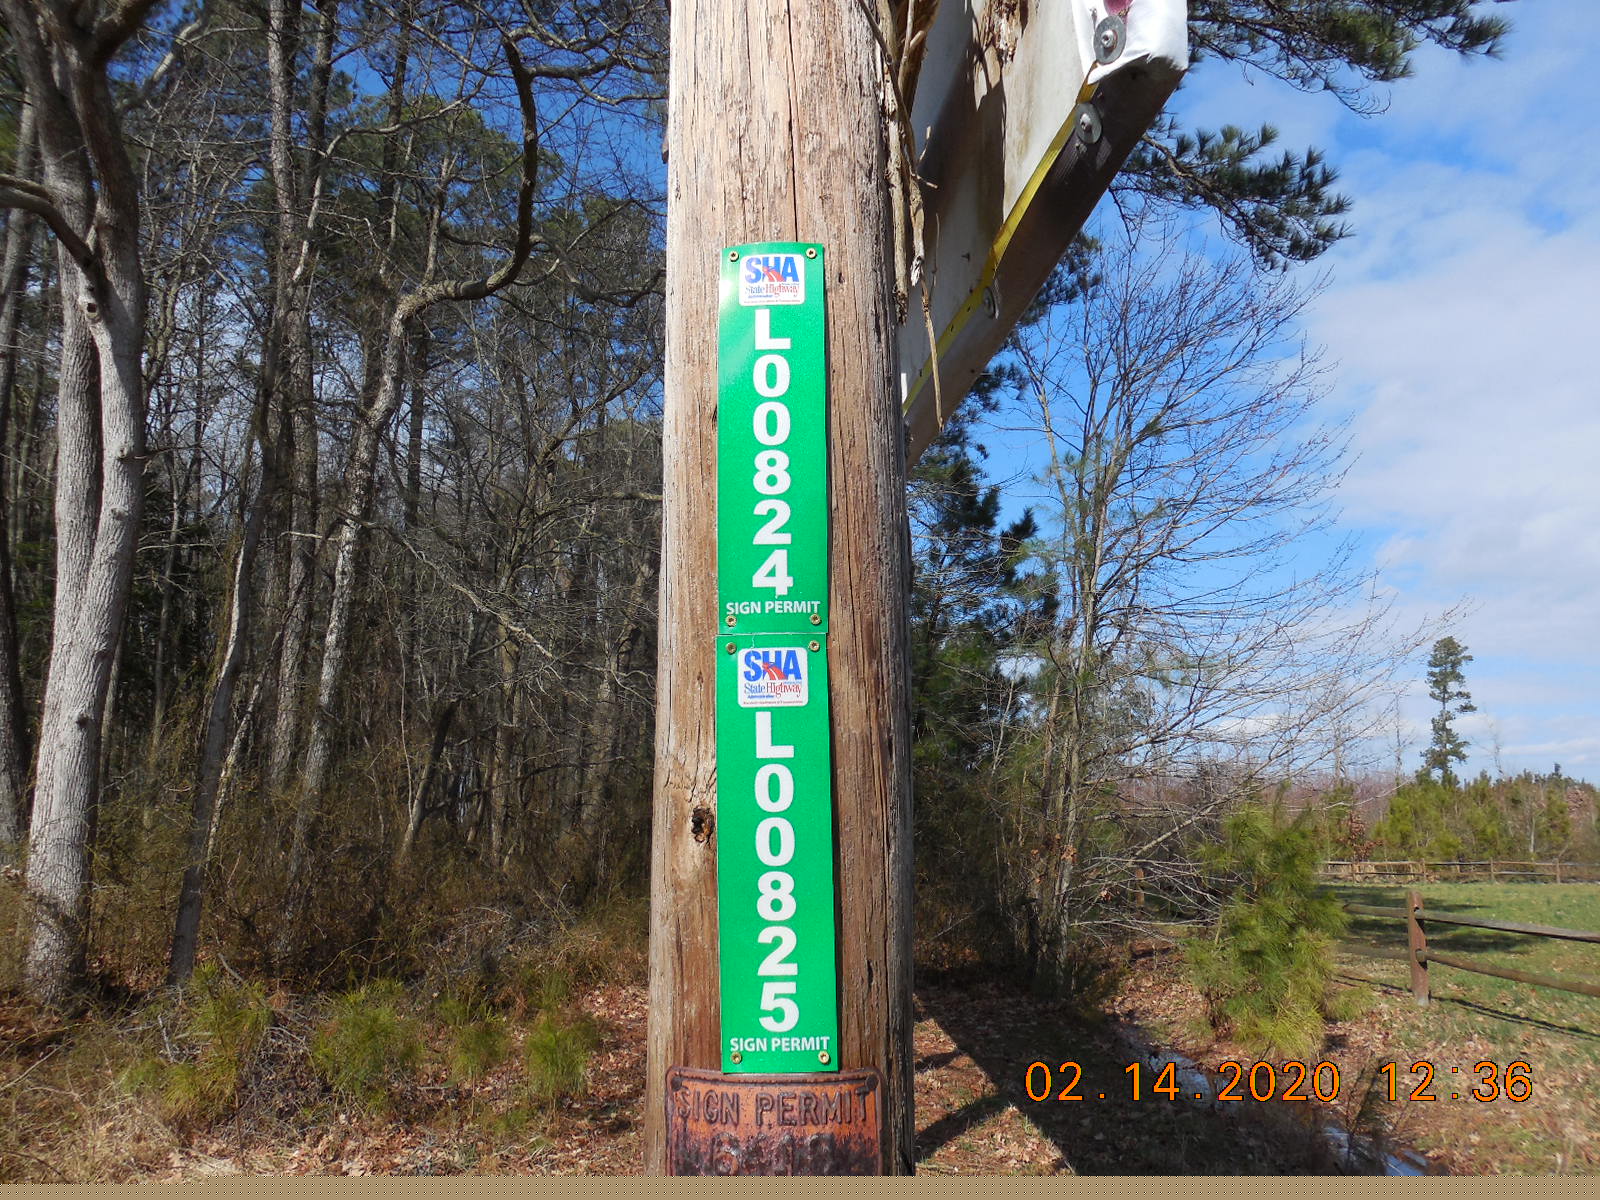 SHA
State Highway
L00824
SIGN PERMIT
SHA
State Highway
L00825
SIGN PERMIT
SIGN PERMIT
02.14.2020 12:36